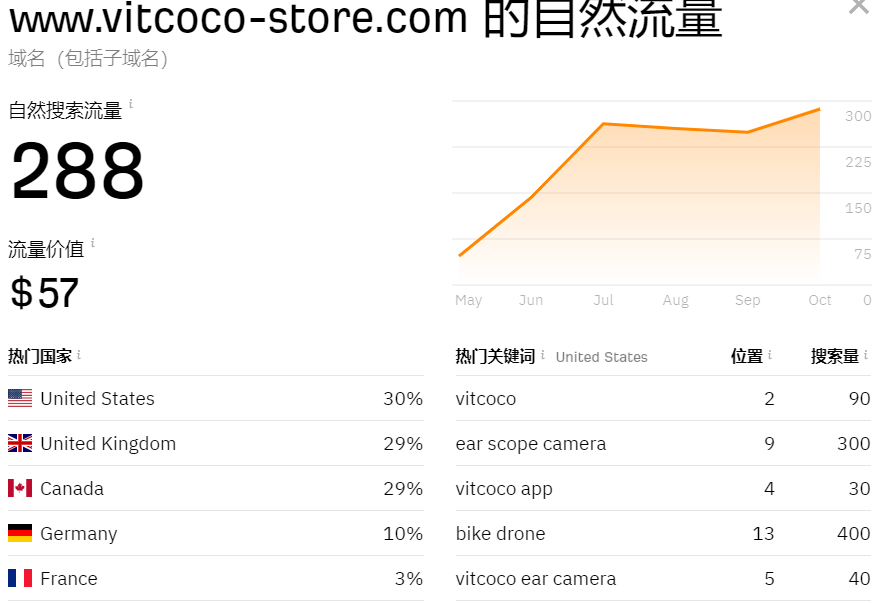 www.vitcoco-store.com 的自然流量
域名（包括子域名）
自然搜索流量 i
288
流量价值 i
$57
300
225
150
75
0
May Jun Jul Aug Sep Oct
热门国家 i
United States 30%
United Kingdom 29%
Canada 29%
Germany 10%
France 3%
热门关键词 i United States 位置 i 搜索量 i
vitcoco 2 90
ear scope camera 9 300
vitcoco app 4 30
bike drone 13 400
vitcoco ear camera 5 40